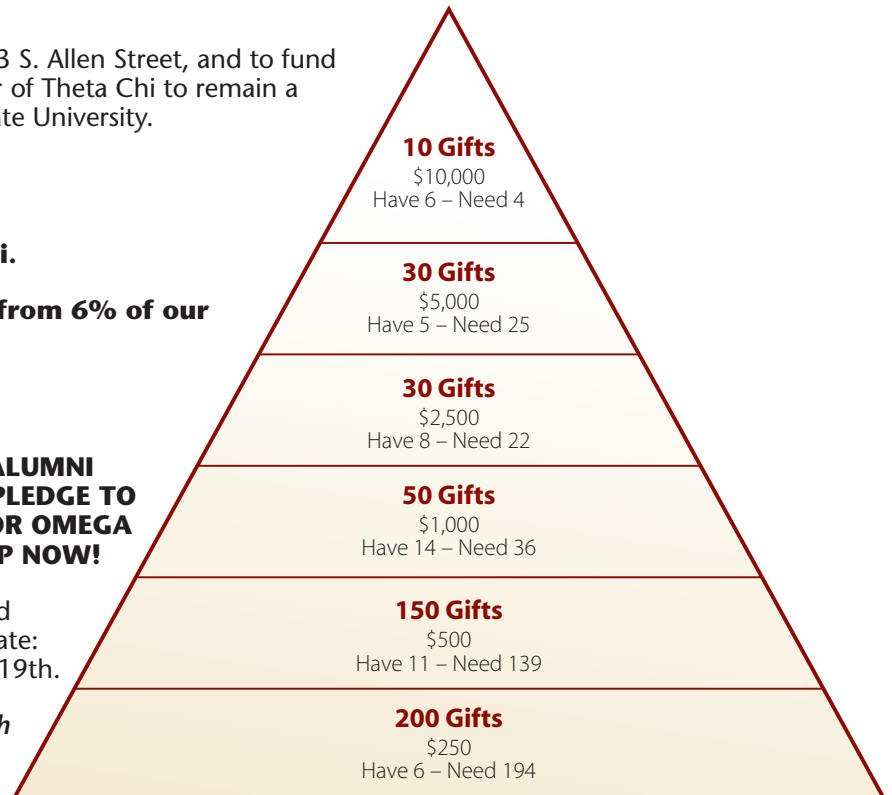 3 S. Allen Street, and to fund
of Theta Chi to remain a
ate University.
i.
from 6% of our
ALUMNI
PLEDGE TO
OR OMEGA
P NOW!
d
ate:
19th.
h
10 Gifts
$10,000
Have 6 – Need 4
30 Gifts
$5,000
Have 5 – Need 25
30 Gifts
$2,500
Have 8 – Need 22
50 Gifts
$1,000
Have 14 – Need 36
150 Gifts
$500
Have 11 – Need 139
200 Gifts
$250
Have 6 – Need 194